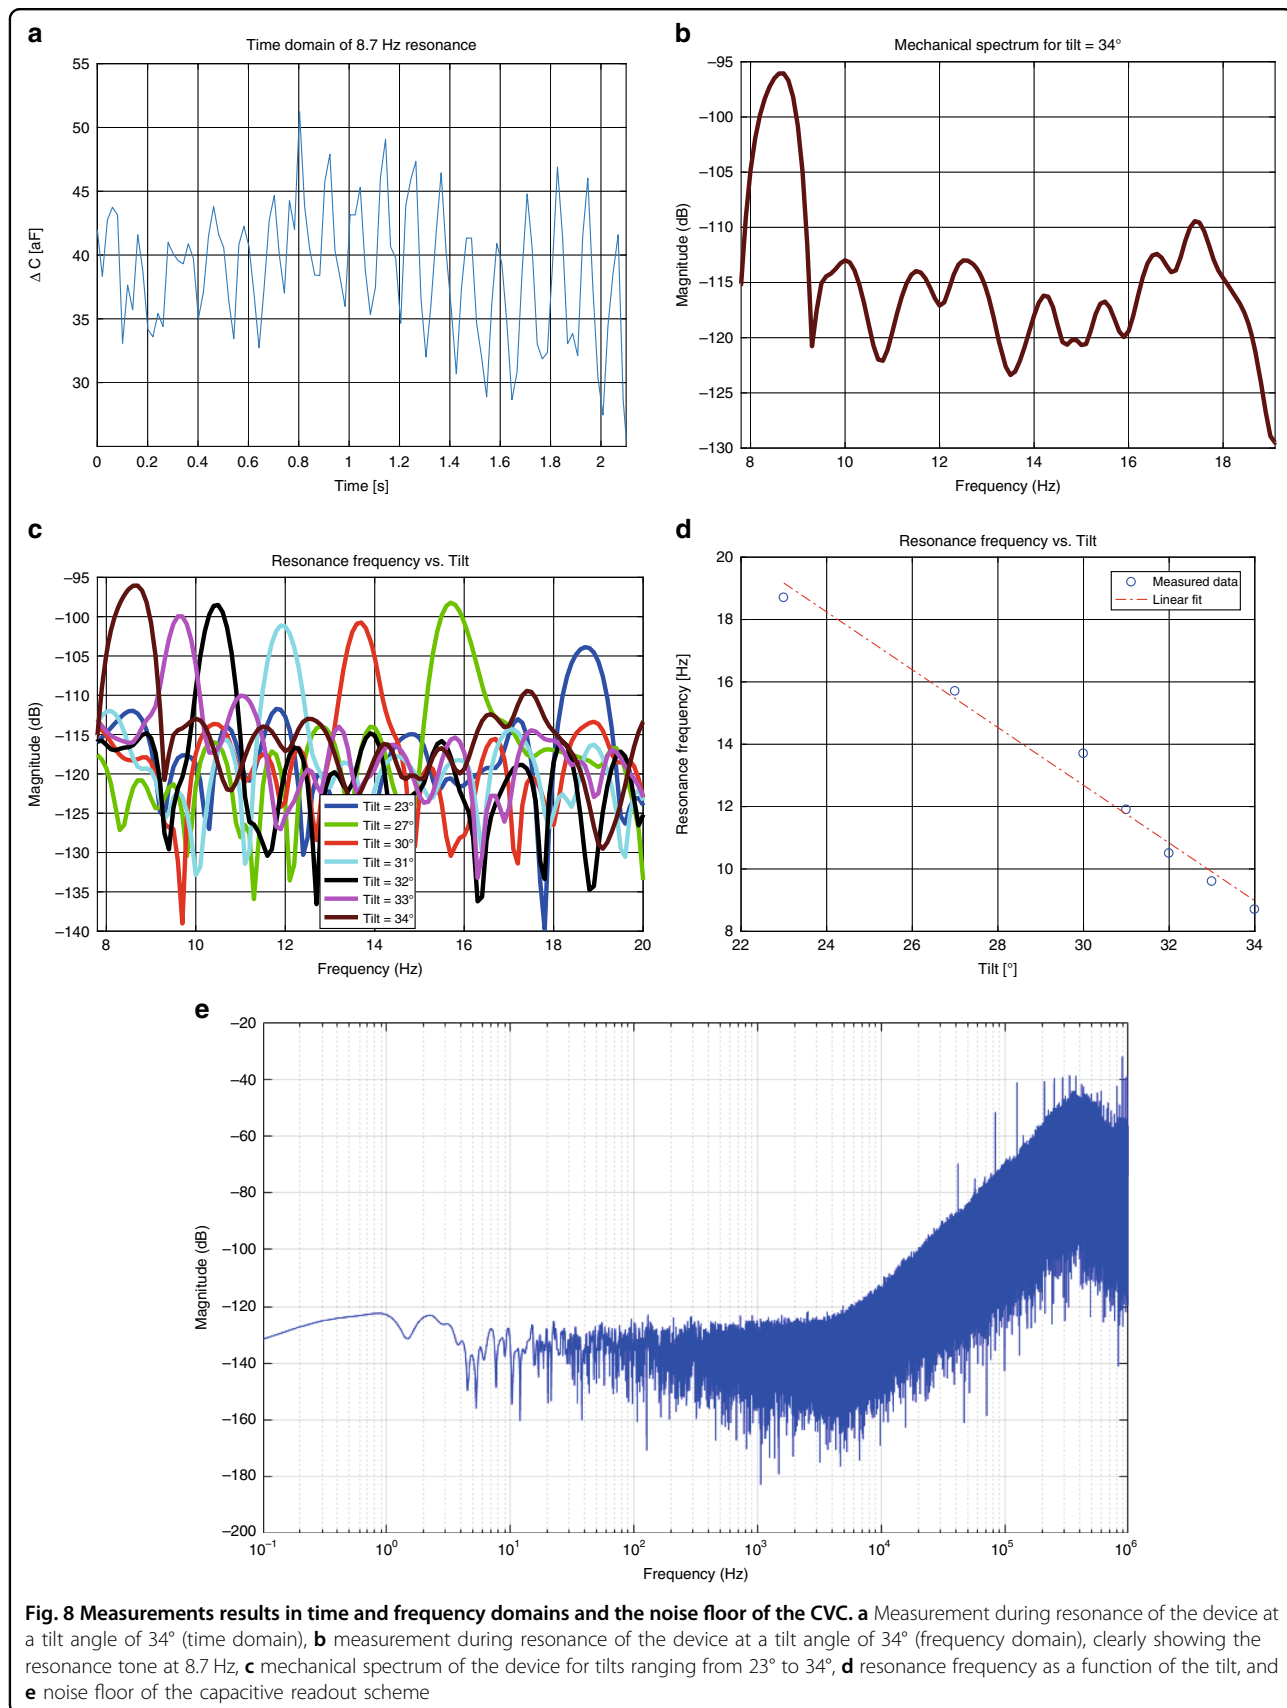 a
Time domain of 8.7 Hz resonance
55
50
45
40
35
30
Δ C [aF]
0 0.2 0.4 0.6 0.8 1 1.2 1.4 1.6 1.8 2
Time [s]
b
Mechanical spectrum for tilt = 34°
−95
−100
−105
−110
−115
−120
−125
−130
Magnitude (dB)
8 10 12 14 16 18
Frequency (Hz)
c
Resonance frequency vs. Tilt
−95
−100
−105
−110
−115
−120
−125
−130
−135
−140
Magnitude (dB)
Tilt = 23°
Tilt = 27°
Tilt = 30°
Tilt = 31°
Tilt = 32°
Tilt = 33°
Tilt = 34°
8 10 12 14 16 18 20
Frequency (Hz)
d
Resonance frequency vs. Tilt
20
18
16
14
12
10
8
Resonance frequency [Hz]
Measured data
Linear fit
22 24 26 28 30 32 34
Tilt [°]
e
−20
−40
−60
−80
−100
−120
−140
−160
−180
−200
Magnitude (dB)
10⁻¹ 10⁰ 10¹ 10² 10³ 10⁴ 10⁵ 10⁶
Frequency (Hz)
Fig. 8 Measurements results in time and frequency domains and the noise floor of the CVC. a Measurement during resonance of the device at
a tilt angle of 34° (time domain), b measurement during resonance of the device at a tilt angle of 34° (frequency domain), clearly showing the
resonance tone at 8.7 Hz, c mechanical spectrum of the device for tilts ranging from 23° to 34°, d resonance frequency as a function of the tilt, and
e noise floor of the capacitive readout scheme